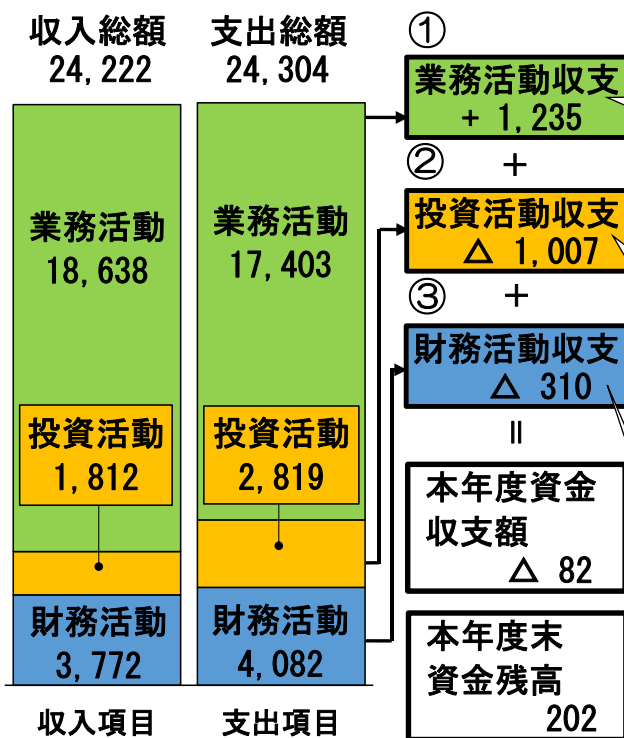 収入総額
24,222
支出総額
24,304
業務活動
18,638
投資活動
1,812
財務活動
3,772
収入項目
業務活動
17,403
投資活動
2,819
財務活動
4,082
支出項目
①
業務活動収支
+ 1,235
②
+
投資活動収支
△ 1,007
③
+
財務活動収支
△ 310
=
本年度資金
収支額
△ 82
本年度末
資金残高
202